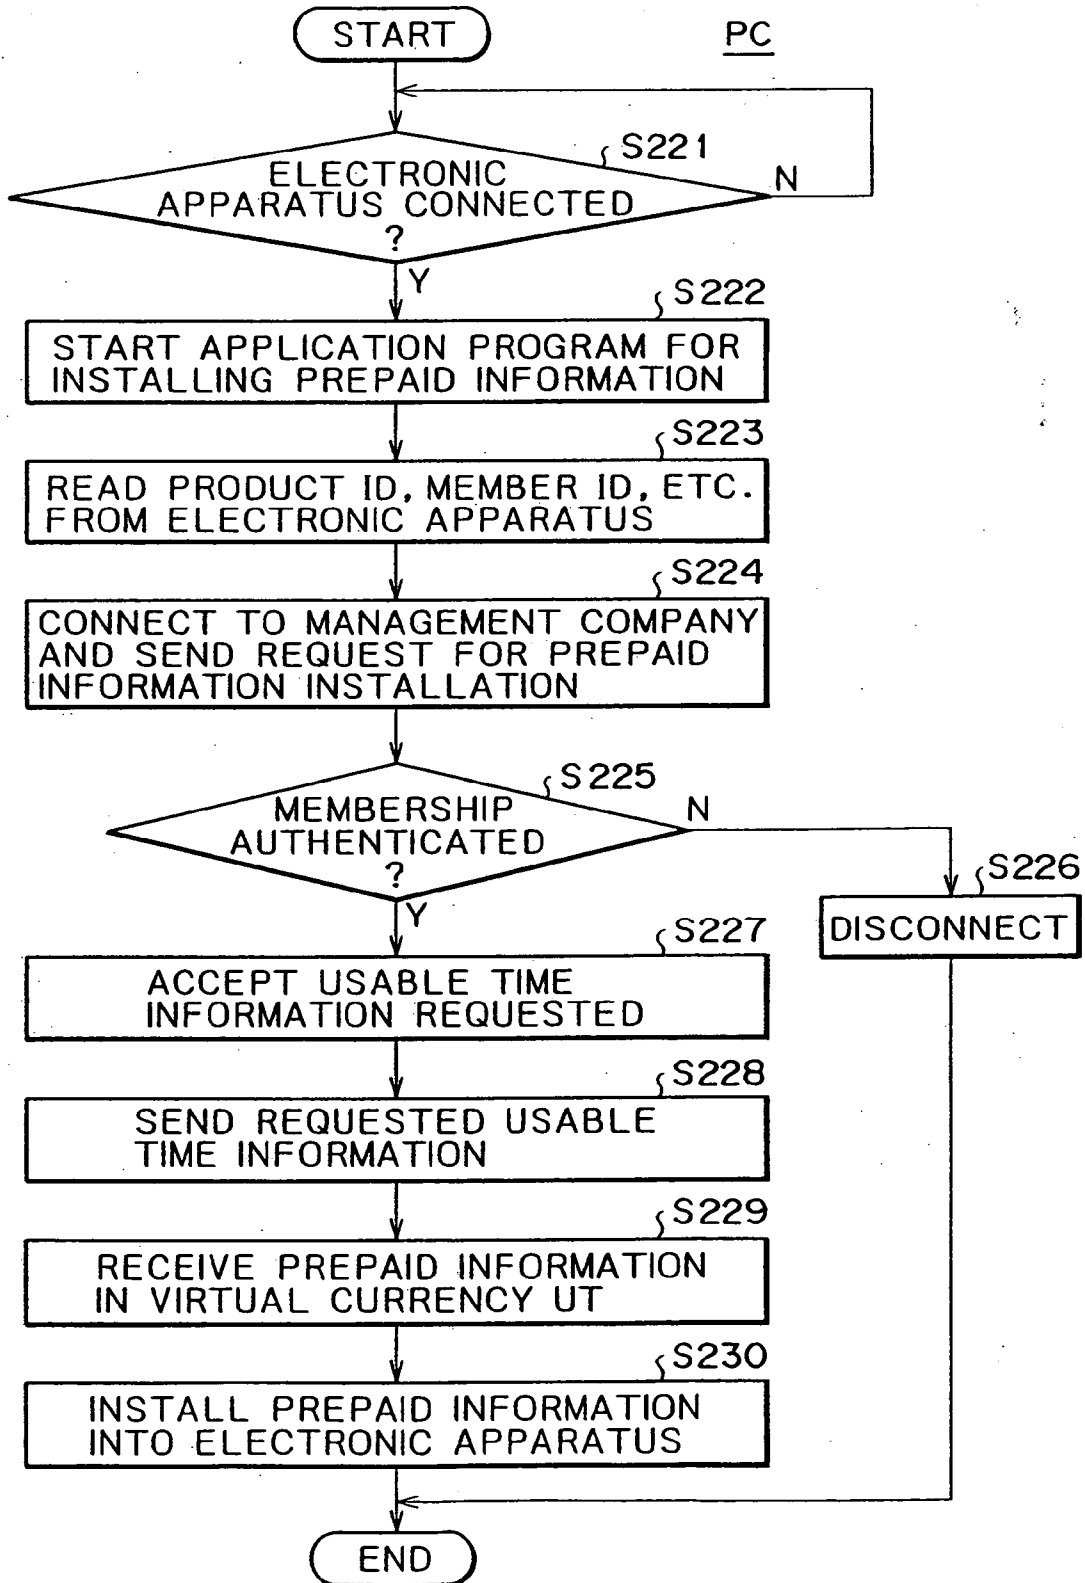 START
PC
S221
ELECTRONIC
APPARATUS CONNECTED
?
N
Y
S222
START APPLICATION PROGRAM FOR
INSTALLING PREPAID INFORMATION
S223
READ PRODUCT ID, MEMBER ID, ETC.
FROM ELECTRONIC APPARATUS
S224
CONNECT TO MANAGEMENT COMPANY
AND SEND REQUEST FOR PREPAID
INFORMATION INSTALLATION
S225
MEMBERSHIP
AUTHENTICATED
?
N
Y
S226
DISCONNECT
S227
ACCEPT USABLE TIME
INFORMATION REQUESTED
S228
SEND REQUESTED USABLE
TIME INFORMATION
S229
RECEIVE PREPAID INFORMATION
IN VIRTUAL CURRENCY UT
S230
INSTALL PREPAID INFORMATION
INTO ELECTRONIC APPARATUS
END